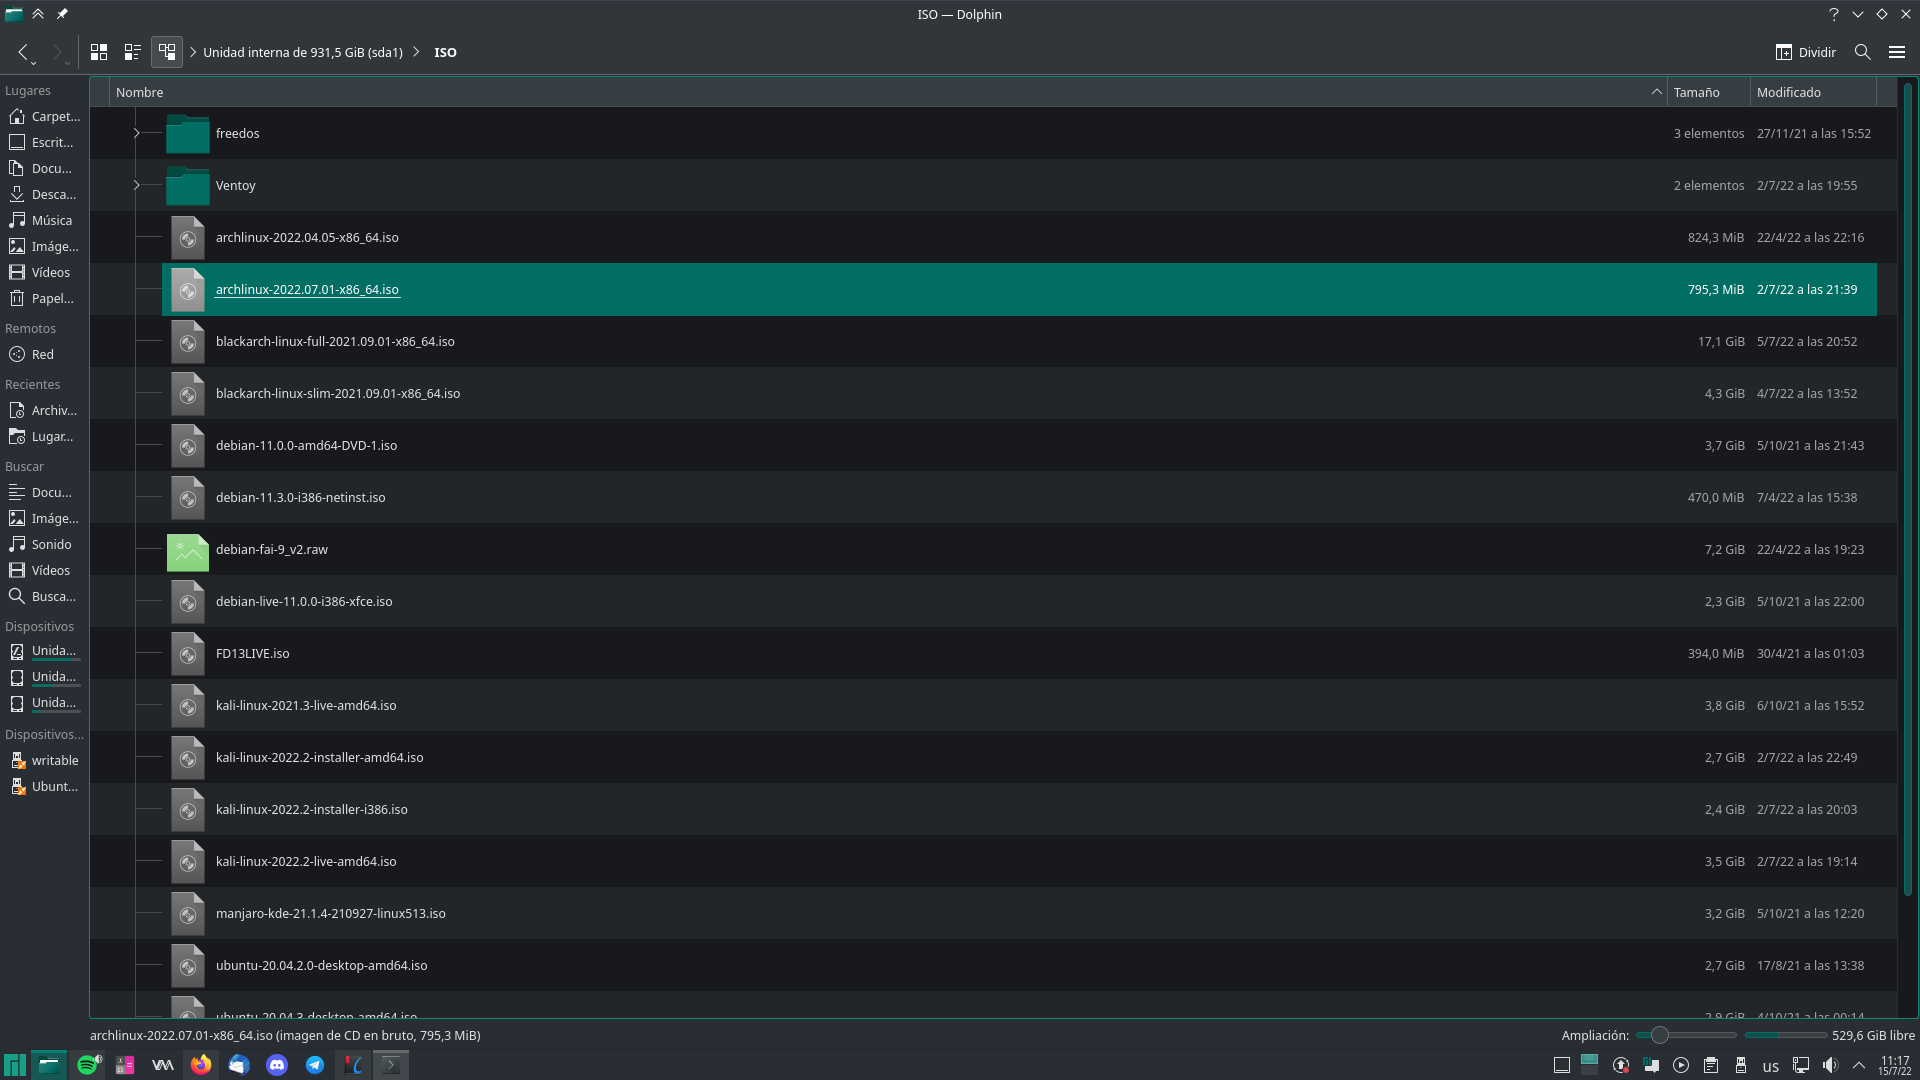 ISO — Dolphin
Unidad interna de 931,5 GiB (sda1)
ISO
Dividir
Lugares
Carpet...
Escrit...
Docu...
Desca...
Música
Imáge...
Vídeos
Papel...
Remotos
Red
Recientes
Archiv...
Lugar...
Buscar
Docu...
Imáge...
Sonido
Vídeos
Busca...
Dispositivos
Unida...
Unida...
Unida...
Dispositivos...
writable
Ubunt...
Nombre Tamaño Modificado
freedos 3 elementos 27/11/21 a las 15:52
Ventoy 2 elementos 2/7/22 a las 19:55
archlinux-2022.04.05-x86_64.iso 824,3 MiB 22/4/22 a las 22:16
archlinux-2022.07.01-x86_64.iso 795,3 MiB 2/7/22 a las 21:39
blackarch-linux-full-2021.09.01-x86_64.iso 17,1 GiB 5/7/22 a las 20:52
blackarch-linux-slim-2021.09.01-x86_64.iso 4,3 GiB 4/7/22 a las 13:52
debian-11.0.0-amd64-DVD-1.iso 3,7 GiB 5/10/21 a las 21:43
debian-11.3.0-i386-netinst.iso 470,0 MiB 7/4/22 a las 15:38
debian-fai-9_v2.raw 7,2 GiB 22/4/22 a las 19:23
debian-live-11.0.0-i386-xfce.iso 2,3 GiB 5/10/21 a las 22:00
FD13LIVE.iso 394,0 MiB 30/4/21 a las 01:03
kali-linux-2021.3-live-amd64.iso 3,8 GiB 6/10/21 a las 15:52
kali-linux-2022.2-installer-amd64.iso 2,7 GiB 2/7/22 a las 22:49
kali-linux-2022.2-installer-i386.iso 2,4 GiB 2/7/22 a las 20:03
kali-linux-2022.2-live-amd64.iso 3,5 GiB 2/7/22 a las 19:14
manjaro-kde-21.1.4-210927-linux513.iso 3,2 GiB 5/10/21 a las 12:20
ubuntu-20.04.2.0-desktop-amd64.iso 2,7 GiB 17/8/21 a las 13:38
ubuntu-20.04.3-desktop-amd64.iso 2,9 GiB 4/10/21 a las 00:14
archlinux-2022.07.01-x86_64.iso (imagen de CD en bruto, 795,3 MiB)
Ampliación:
529,6 GiB libre
us
11:17
15/7/22